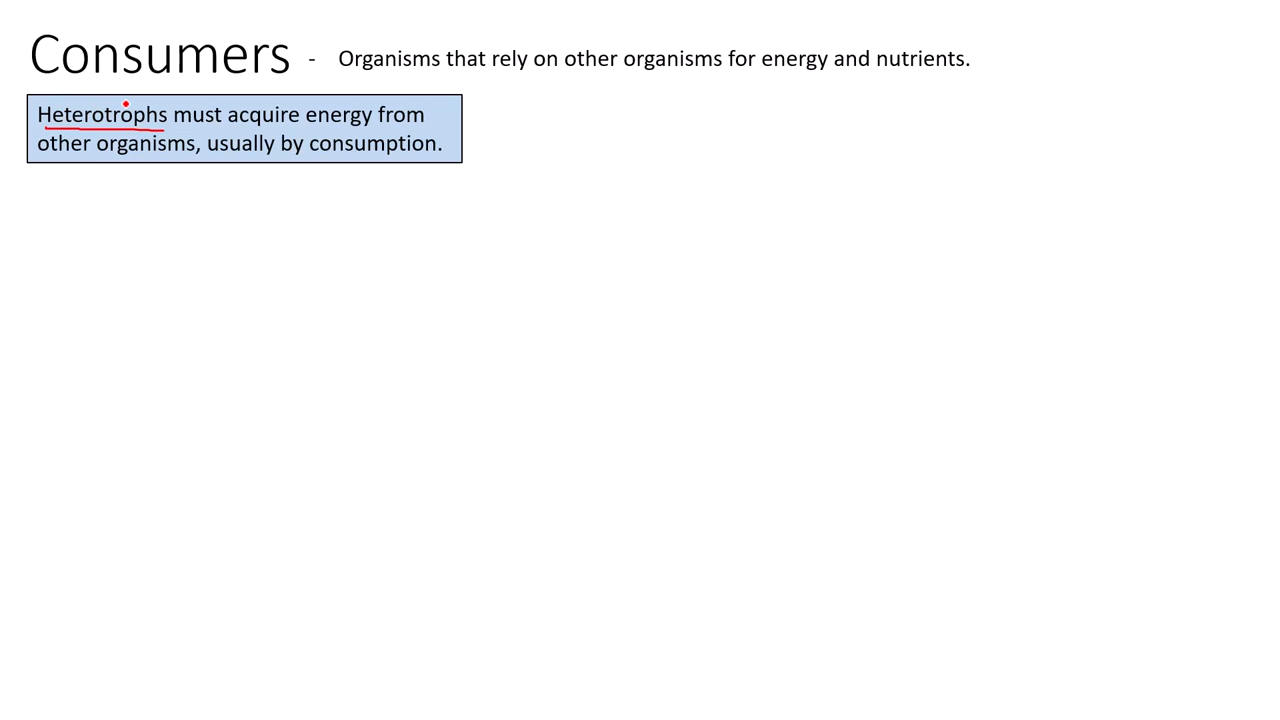 Consumers - Organisms that rely on other organisms for energy and nutrients.
Heterotrophs must acquire energy from
other organisms, usually by consumption.